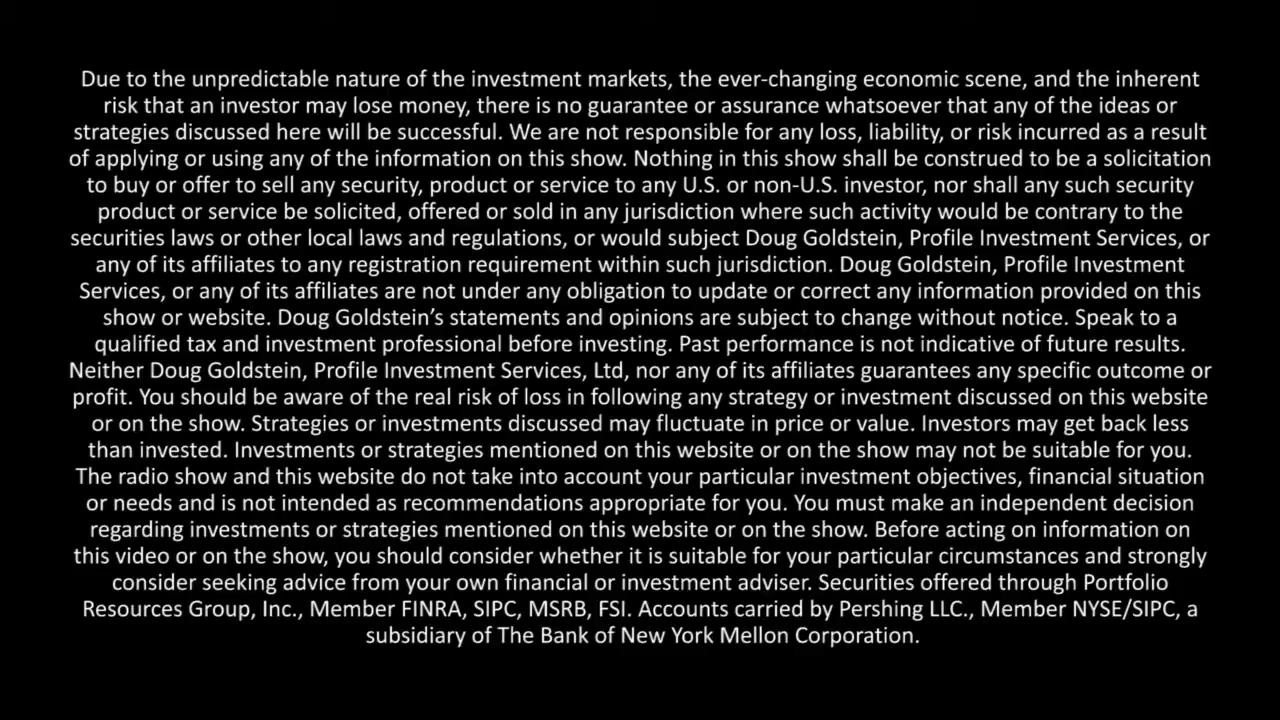 Due to the unpredictable nature of the investment markets, the ever-changing economic scene, and the inherent
risk that an investor may lose money, there is no guarantee or assurance whatsoever that any of the ideas or
strategies discussed here will be successful. We are not responsible for any loss, liability, or risk incurred as a result
of applying or using any of the information on this show. Nothing in this show shall be construed to be a solicitation
to buy or offer to sell any security, product or service to any U.S. or non-U.S. investor, nor shall any such security
product or service be solicited, offered or sold in any jurisdiction where such activity would be contrary to the
securities laws or other local laws and regulations, or would subject Doug Goldstein, Profile Investment Services, or
any of its affiliates to any registration requirement within such jurisdiction. Doug Goldstein, Profile Investment
Services, or any of its affiliates are not under any obligation to update or correct any information provided on this
show or website. Doug Goldstein’s statements and opinions are subject to change without notice. Speak to a
qualified tax and investment professional before investing. Past performance is not indicative of future results.
Neither Doug Goldstein, Profile Investment Services, Ltd, nor any of its affiliates guarantees any specific outcome or
profit. You should be aware of the real risk of loss in following any strategy or investment discussed on this website
or on the show. Strategies or investments discussed may fluctuate in price or value. Investors may get back less
than invested. Investments or strategies mentioned on this website or on the show may not be suitable for you.
The radio show and this website do not take into account your particular investment objectives, financial situation
or needs and is not intended as recommendations appropriate for you. You must make an independent decision
regarding investments or strategies mentioned on this website or on the show. Before acting on information on
this video or on the show, you should consider whether it is suitable for your particular circumstances and strongly
consider seeking advice from your own financial or investment adviser. Securities offered through Portfolio
Resources Group, Inc., Member FINRA, SIPC, MSRB, FSI. Accounts carried by Pershing LLC., Member NYSE/SIPC, a
subsidiary of The Bank of New York Mellon Corporation.